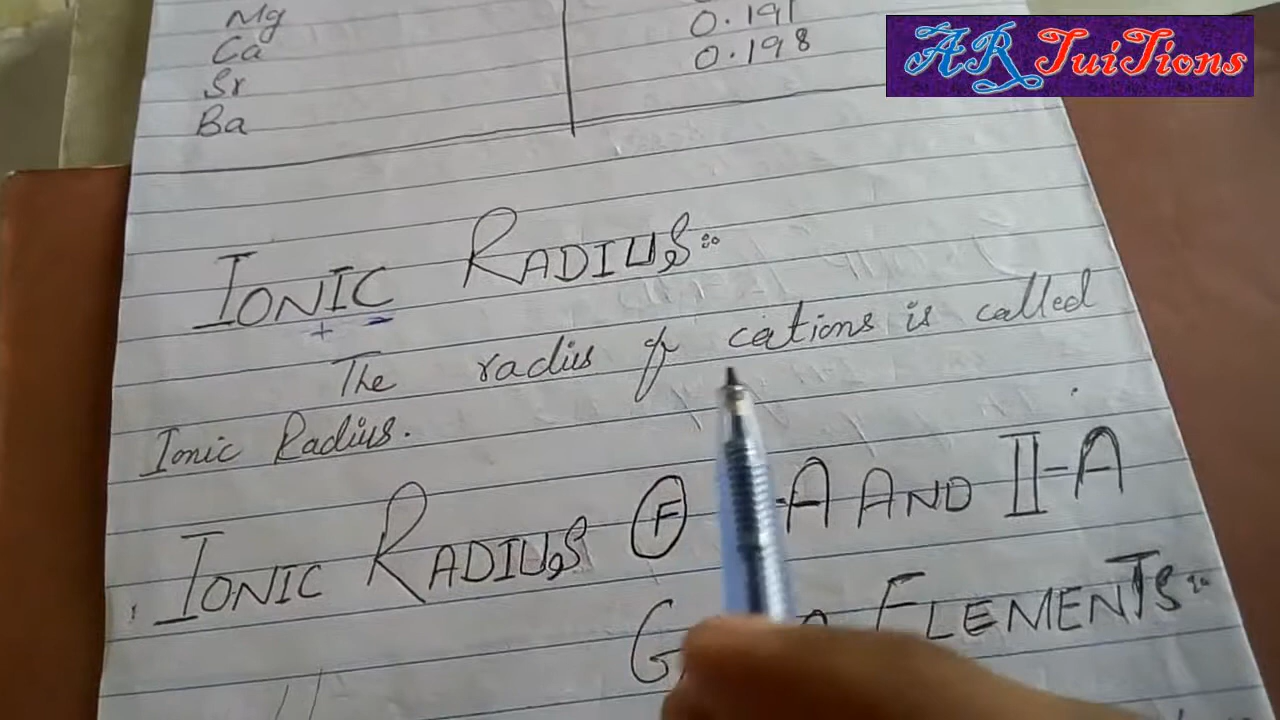 AR TuiTions
Mg 0.191
Ca 0.198
Sr
Ba
IONIC RADIUS:
+ -
The radius of cations is called
Ionic Radius.
IONIC RADIUS OF -A AND II-A
ELEMENTS: